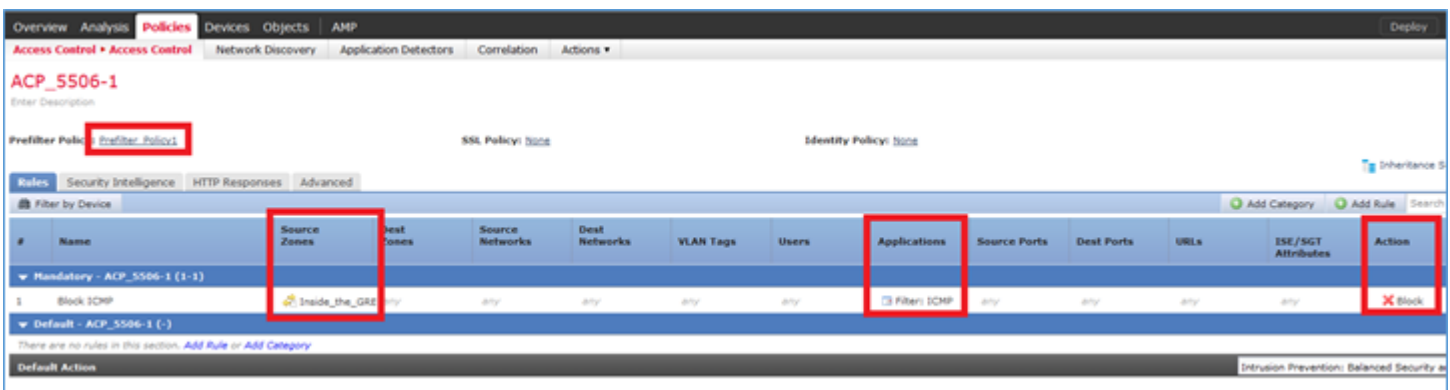 Overview Analysis Policies Devices Objects AMP Deploy
Access Control ▸ Access Control Network Discovery Application Detectors Correlation Actions ▾
ACP_5506-1
Enter Description
Prefilter Polic : Prefilter_Policy1 SSL Policy: None Identity Policy: None
Inheritance S
Rules Security Intelligence HTTP Responses Advanced
Filter by Device Add Category Add Rule Search
# Name Source Zones Dest Zones Source Networks Dest Networks VLAN Tags Users Applications Source Ports Dest Ports URLs ISE/SGT Attributes Action
Mandatory - ACP_5506-1 (1-1)
1 Block ICMP Inside_the_GRE any any any any any Filter: ICMP any any any any Block
Default - ACP_5506-1 (-)
There are no rules in this section. Add Rule or Add Category
Default Action Intrusion Prevention: Balanced Security a